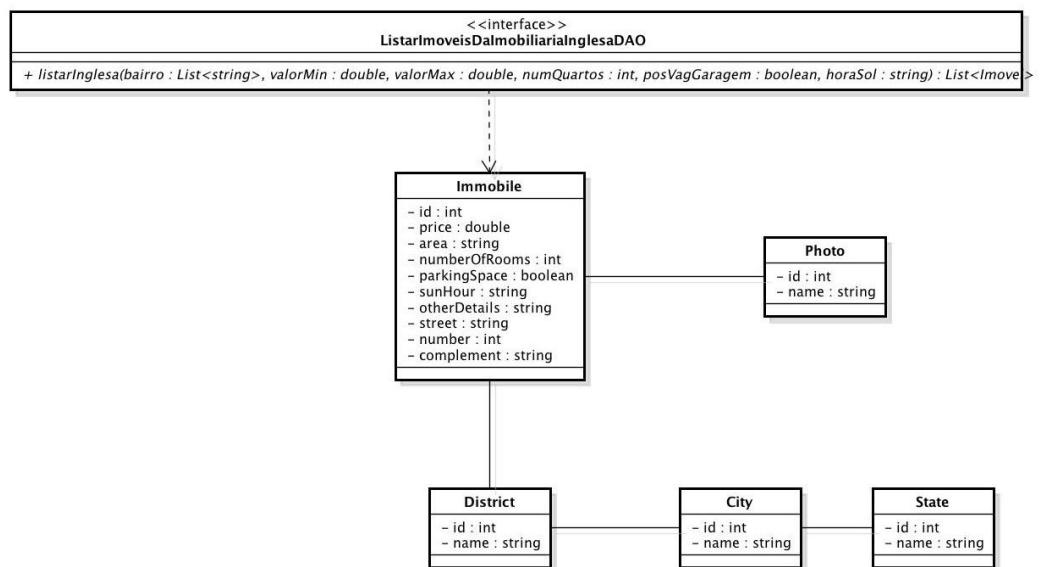 <<interface>>
ListarImoveisDaImobiliariaInglesaDAO
+ listarInglesa(bairro : List<string>, valorMin : double, valorMax : double, numQuartos : int, posVagGaragem : boolean, horaSol : string) : List<Imovel>
Immobile
- id : int
- price : double
- area : string
- numberOfRooms : int
- parkingSpace : boolean
- sunHour : string
- otherDetails : string
- street : string
- number : int
- complement : string
Photo
- id : int
- name : string
District
- id : int
- name : string
City
- id : int
- name : string
State
- id : int
- name : string